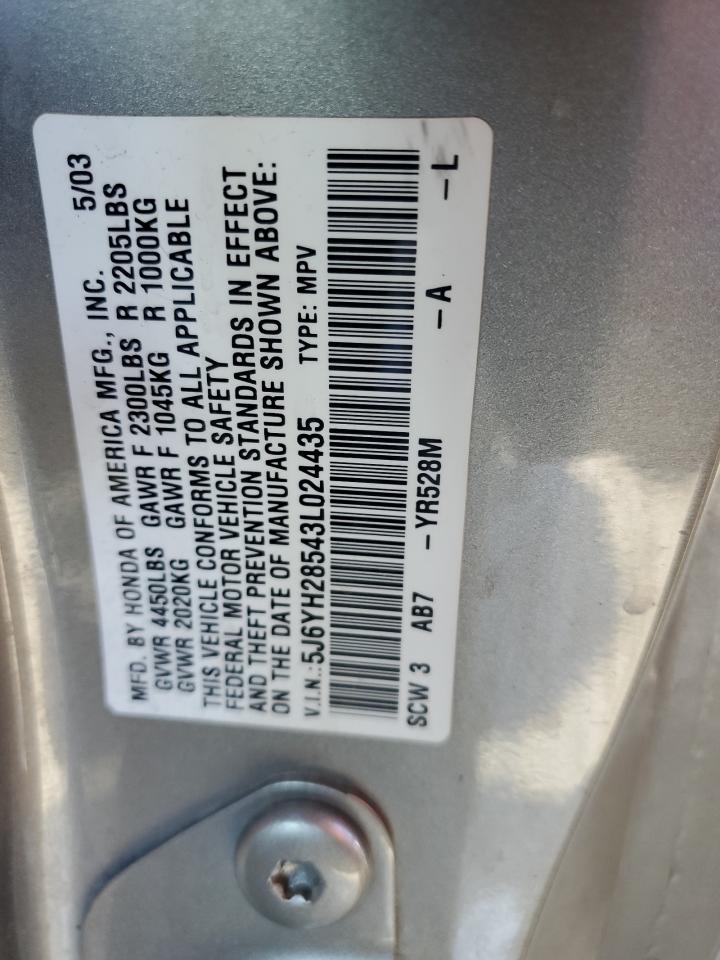 MFD. BY HONDA OF AMERICA MFG., INC. 5/03
GVWR 4450LBS GAWR F 2300LBS R 2205LBS
GVWR 2020KG GAWR F 1045KG R 1000KG
THIS VEHICLE CONFORMS TO ALL APPLICABLE
FEDERAL MOTOR VEHICLE SAFETY
AND THEFT PREVENTION STANDARDS IN EFFECT
ON THE DATE OF MANUFACTURE SHOWN ABOVE:
V.I.N.:5J6YH28543L024435 TYPE: MPV
SCW 3 AB7 -YR528M -A -L